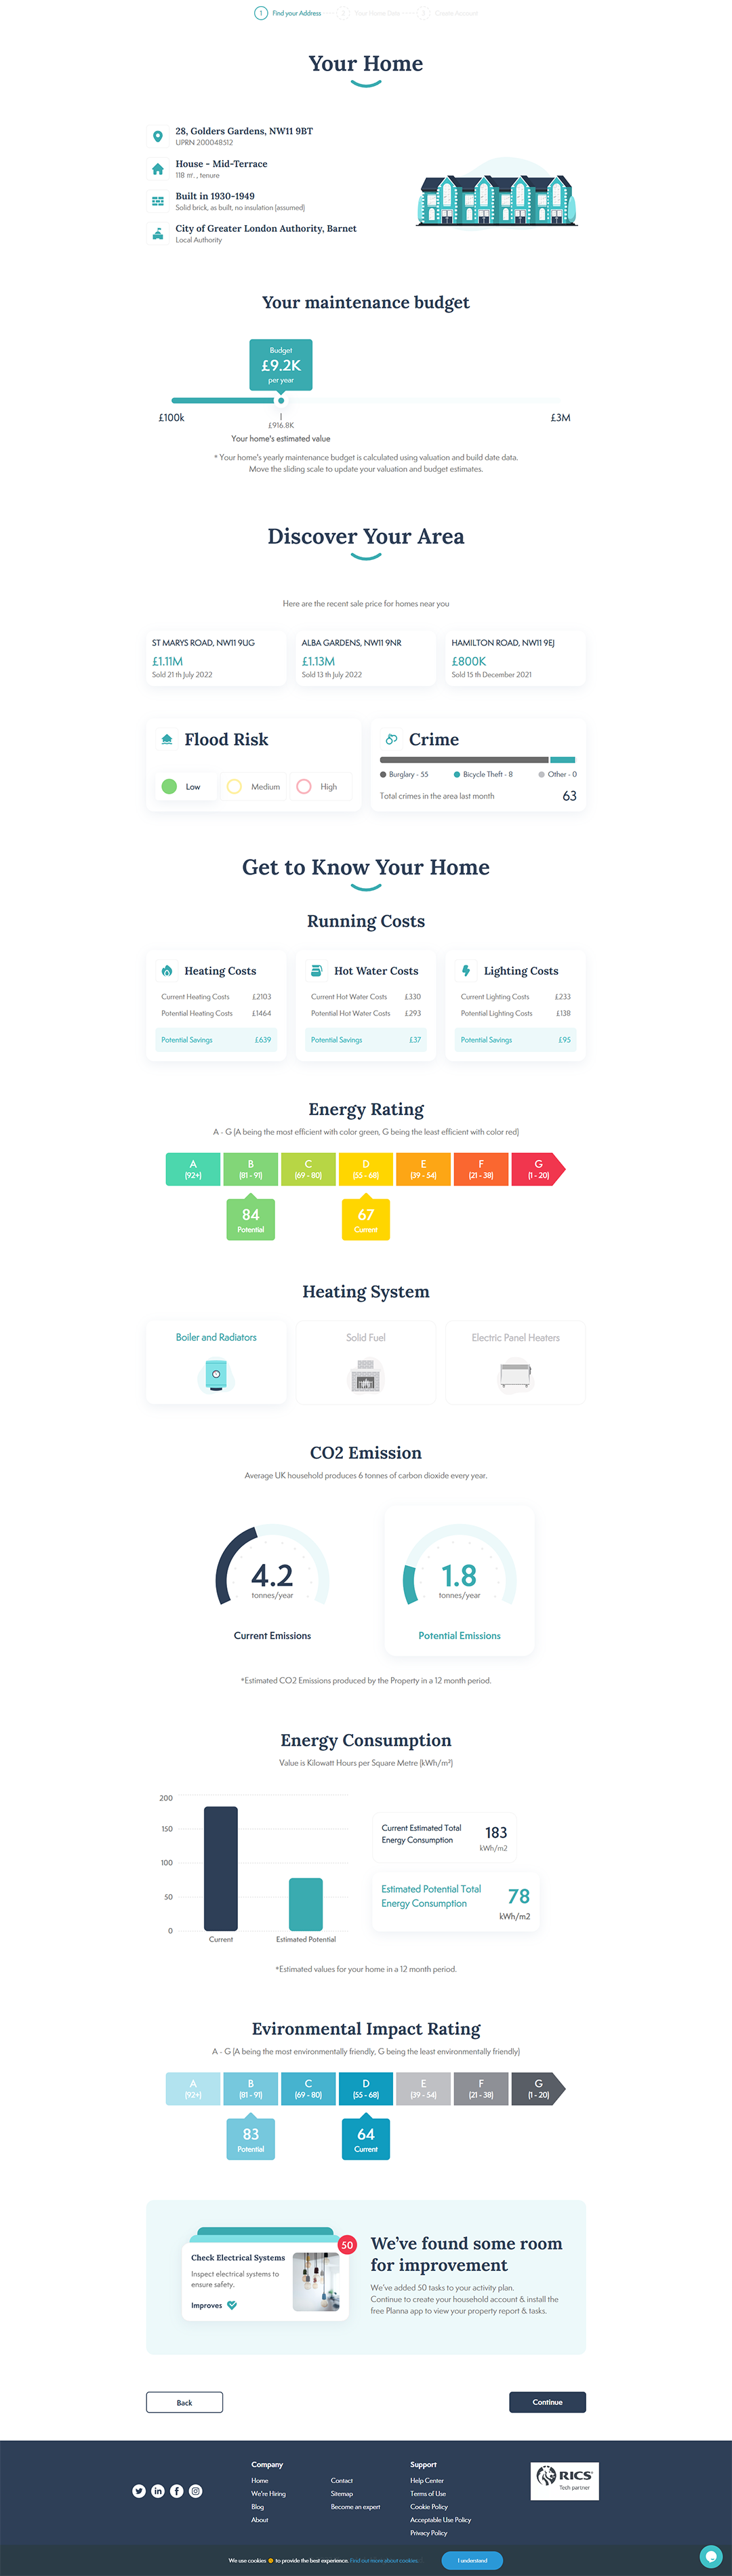 1 Find your Address 2 Your Home Data 3 Create Account
Your Home
28, Golders Gardens, NW11 9BT
UPRN 200048512
House - Mid-Terrace
118 m²., tenure
Built in 1930-1949
Solid brick, as built, no insulation (assumed)
City of Greater London Authority, Barnet
Local Authority
Your maintenance budget
Budget
£9.2K
per year
£100k
£3M
£916.8K
Your home's estimated value
* Your home's yearly maintenance budget is calculated using valuation and build date data.
Move the sliding scale to update your valuation and budget estimates.
Discover Your Area
Here are the recent sale price for homes near you
ST MARYS ROAD, NW11 9UG
£1.11M
Sold 21 th July 2022
ALBA GARDENS, NW11 9NR
£1.13M
Sold 13 th July 2022
HAMILTON ROAD, NW11 9EJ
£800K
Sold 15 th December 2021
Flood Risk
Low
Medium
High
Crime
Burglary - 55
Bicycle Theft - 8
Other - 0
Total crimes in the area last month 63
Get to Know Your Home
Running Costs
Heating Costs
Current Heating Costs £2103
Potential Heating Costs £1464
Potential Savings £639
Hot Water Costs
Current Hot Water Costs £330
Potential Hot Water Costs £293
Potential Savings £37
Lighting Costs
Current Lighting Costs £233
Potential Lighting Costs £138
Potential Savings £95
Energy Rating
A - G (A being the most efficient with color green, G being the least efficient with color red)
A B C D E F G
(92+) (81 - 91) (69 - 80) (55 - 68) (39 - 54) (21 - 38) (1 - 20)
84
Potential
67
Current
Heating System
Boiler and Radiators
Solid Fuel
Electric Panel Heaters
CO2 Emission
Average UK household produces 6 tonnes of carbon dioxide every year.
4.2
tonnes/year
Current Emissions
1.8
tonnes/year
Potential Emissions
*Estimated CO2 Emissions produced by the Property in a 12 month period.
Energy Consumption
Value is Kilowatt Hours per Square Metre (kWh/m²)
200
150
100
50
0
Current
Estimated Potential
Current Estimated Total
Energy Consumption
183
kWh/m2
Estimated Potential Total
Energy Consumption
78
kWh/m2
*Estimated values for your home in a 12 month period.
Evironmental Impact Rating
A - G (A being the most environmentally friendly, G being the least environmentally friendly)
A B C D E F G
(92+) (81 - 91) (69 - 80) (55 - 68) (39 - 54) (21 - 38) (1 - 20)
83
Potential
64
Current
50
Check Electrical Systems
Inspect electrical systems to
ensure safety.
Improves
We've found some room
for improvement
We've added 50 tasks to your activity plan.
Continue to create your household account & install the
free Planna app to view your property report & tasks.
Back
Continue
Company
Home
We're Hiring
Blog
About
Contact
Sitemap
Become an expert
Support
Help Center
Terms of Use
Cookie Policy
Acceptable Use Policy
Privacy Policy
RICS
Tech partner
We use cookies to provide the best experience. Find out more about cookies.
I understand